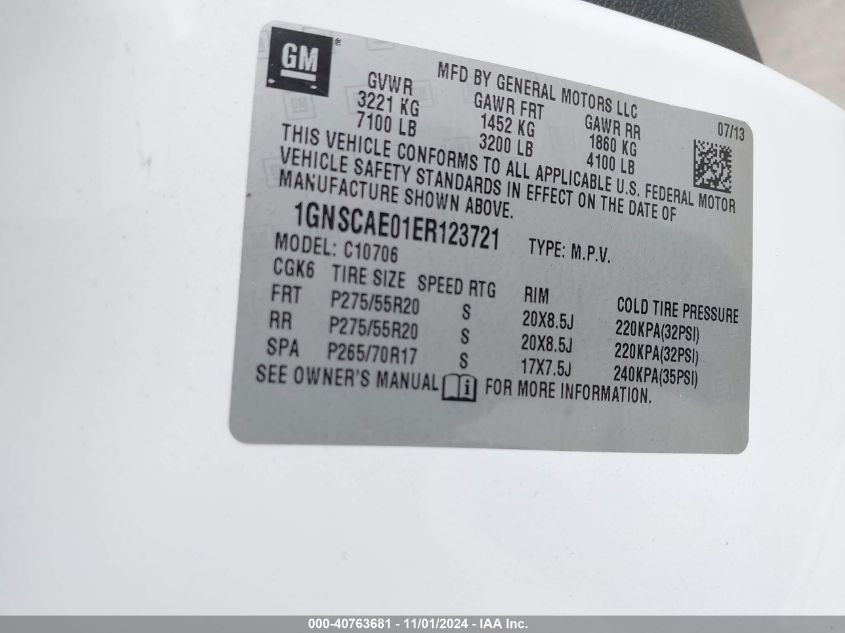 GM ®
MFD BY GENERAL MOTORS LLC
GVWR GAWR FRT GAWR RR 07/13
3221 KG 1452 KG 1860 KG
7100 LB 3200 LB 4100 LB
THIS VEHICLE CONFORMS TO ALL APPLICABLE U.S. FEDERAL MOTOR
VEHICLE SAFETY STANDARDS IN EFFECT ON THE DATE OF
MANUFACTURE SHOWN ABOVE.
1GNSCAE01ER123721 TYPE: M.P.V.
MODEL: C10706
CGK6 TIRE SIZE SPEED RTG RIM COLD TIRE PRESSURE
FRT P275/55R20 S 20X8.5J 220KPA(32PSI)
RR P275/55R20 S 20X8.5J 220KPA(32PSI)
SPA P265/70R17 S 17X7.5J 240KPA(35PSI)
SEE OWNER'S MANUAL i FOR MORE INFORMATION.
000-40763681 - 11/01/2024 - IAA Inc.